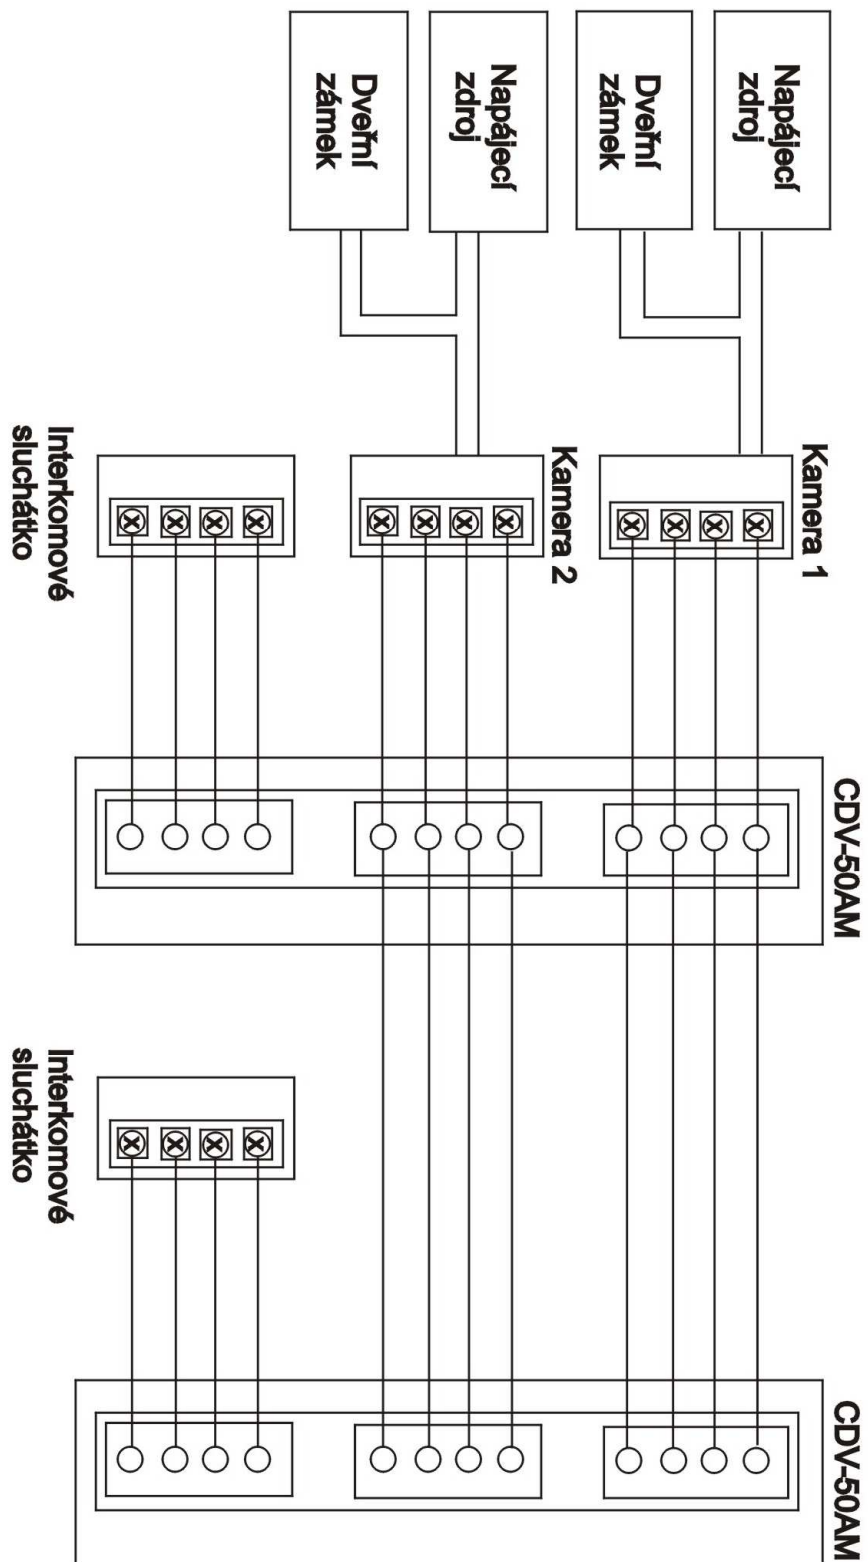 CDV-50AM
CDV-50AM
Kamera 1
Napájecí
zdroj
Dveřní
zámek
Kamera 2
Napájecí
zdroj
Dveřní
zámek
Interkomové
sluchátko
Interkomové
sluchátko